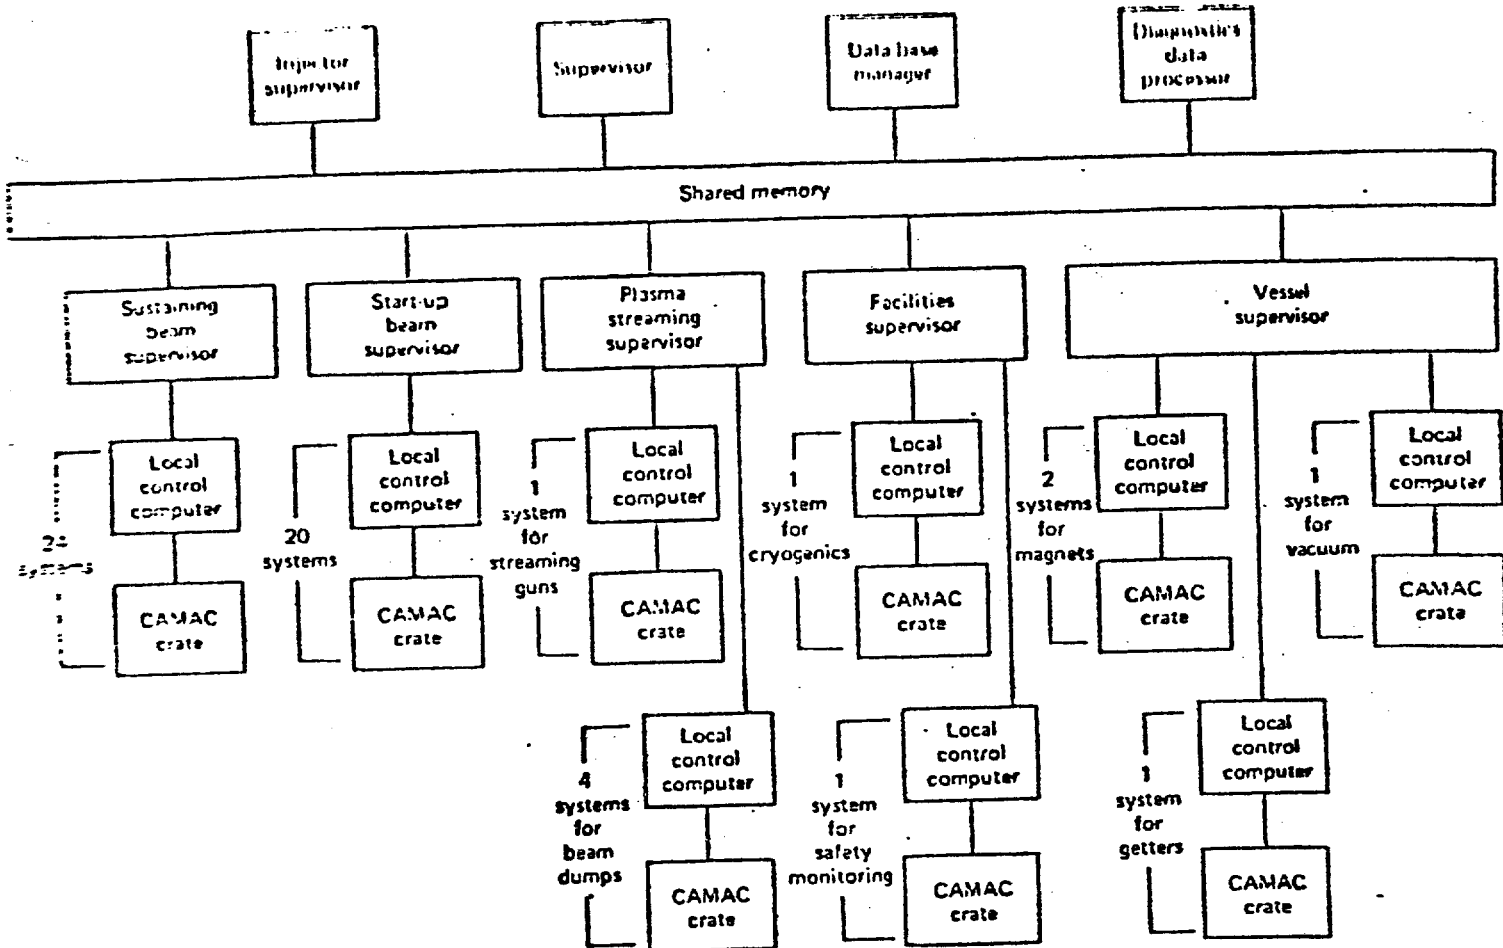 Injector
supervisor
Supervisor
Data base
manager
Diagnostics
data
processor
Shared memory
Sustaining
beam
supervisor
Start-up
beam
supervisor
Plasma
streaming
supervisor
Facilities
supervisor
Vessel
supervisor
systems
Local
control
computer
CAMAC
crate
20
systems
Local
control
computer
CAMAC
crate
1
system
for
streaming
guns
Local
control
computer
CAMAC
crate
1
system
for
cryogenics
Local
control
computer
CAMAC
crate
2
systems
for
magnets
Local
control
computer
CAMAC
crate
1
system
for
vacuum
Local
control
computer
CAMAC
crate
4
systems
for
beam
dumps
Local
control
computer
CAMAC
crate
1
system
for
safety
monitoring
Local
control
computer
CAMAC
crate
1
system
for
getters
Local
control
computer
CAMAC
crate